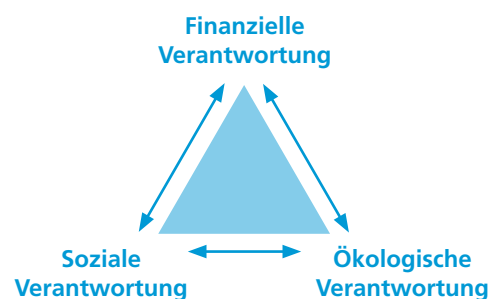 Finanzielle
Verantwortung
Soziale
Verantwortung
Ökologische
Verantwortung